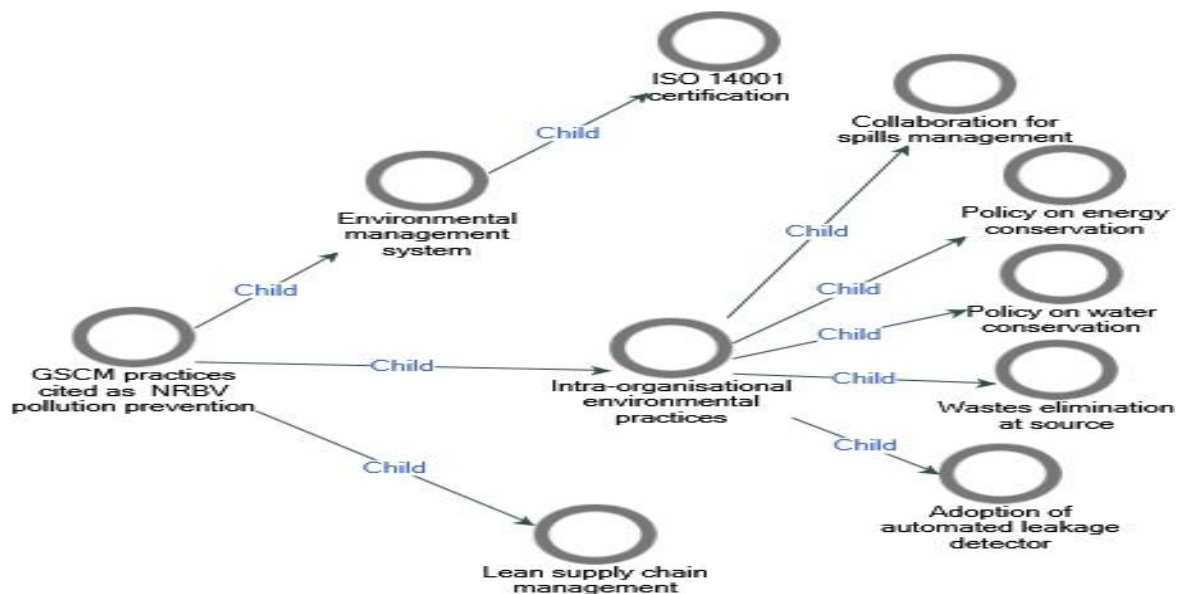 ISO 14001
certification
Collaboration for
spills management
Child
Policy on energy
conservation
Environmental
management
system
Child
Child
Child
Policy on water
conservation
Child
GSCM practices
cited as NRBV
pollution prevention
Child
Intra-organisational
environmental
practices
Child
Wastes elimination
at source
Child
Child
Adoption of
automated leakage
detector
Lean supply chain
management